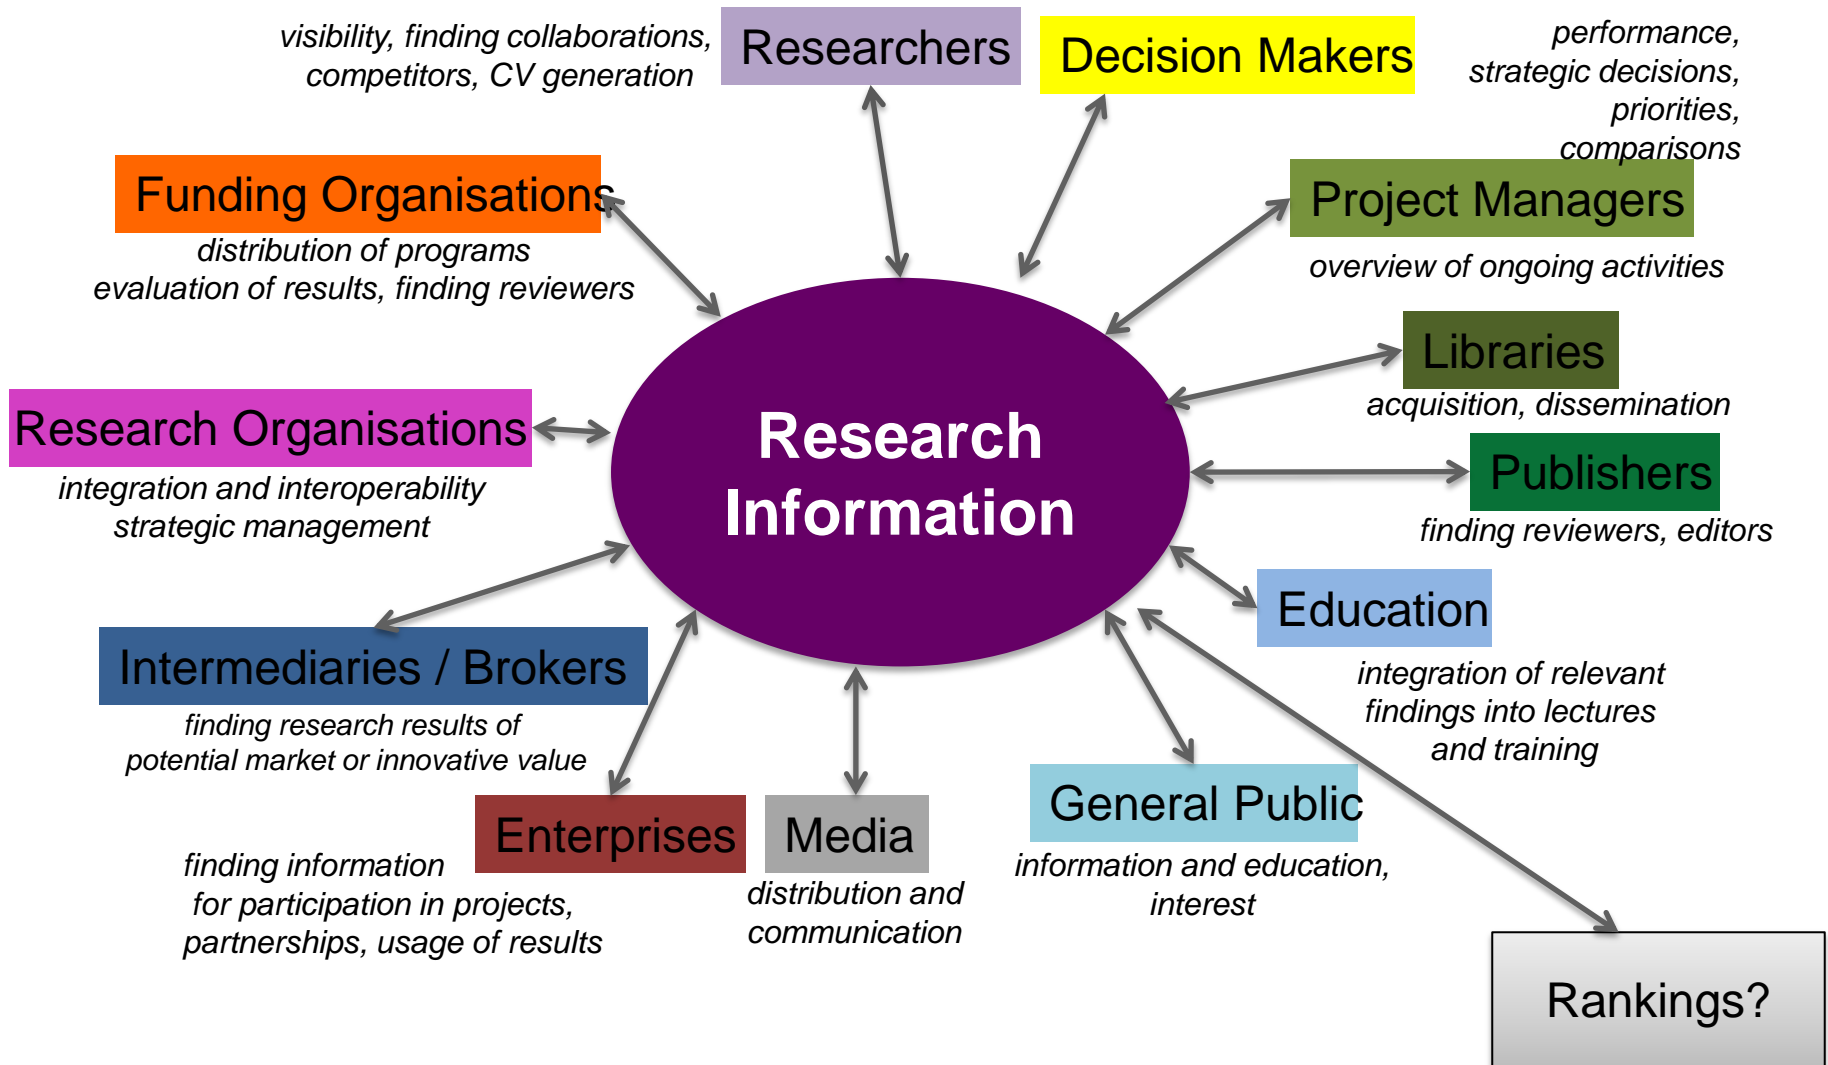 visibility, finding collaborations,
competitors, CV generation
Researchers
Decision Makers
performance,
strategic decisions,
priorities,
comparisons
Funding Organisations
distribution of programs
evaluation of results, finding reviewers
Project Managers
overview of ongoing activities
Libraries
acquisition, dissemination
Research Organisations
integration and interoperability
strategic management
Research
Information
Publishers
finding reviewers, editors
Education
integration of relevant
findings into lectures
and training
Intermediaries / Brokers
finding research results of
potential market or innovative value
Enterprises
finding information
for participation in projects,
partnerships, usage of results
Media
distribution and
communication
General Public
information and education,
interest
Rankings?